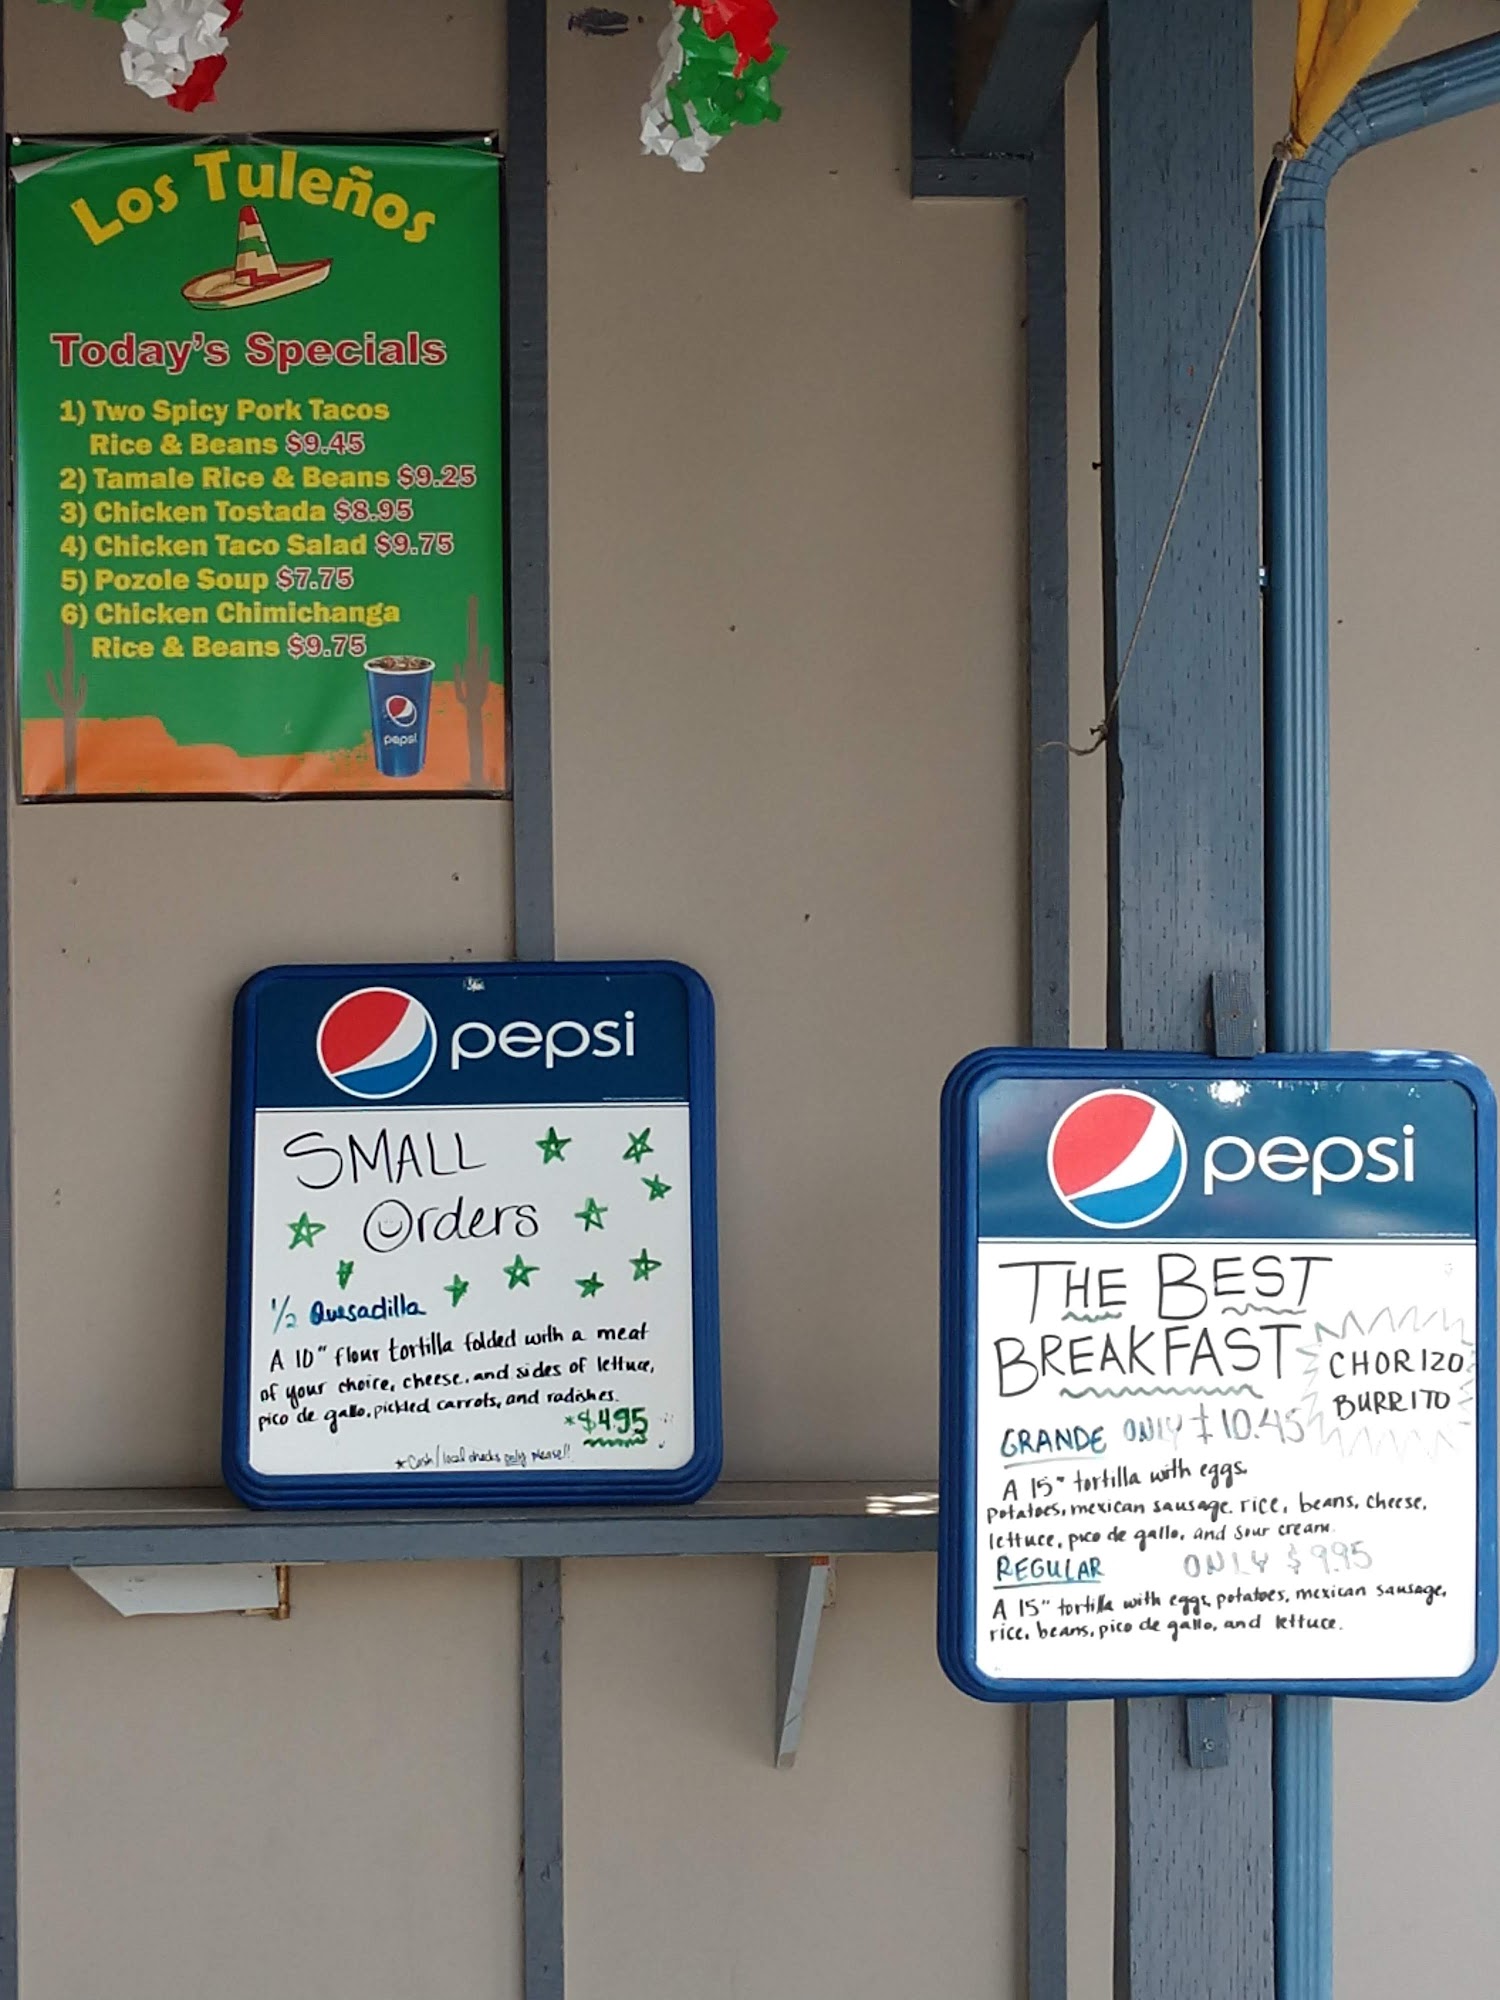 Los Tuleños
Today's Specials
1) Two Spicy Pork Tacos
Rice & Beans $9.45
2) Tamale Rice & Beans $9.25
3) Chicken Tostada $8.95
4) Chicken Taco Salad $9.75
5) Pozole Soup $7.75
6) Chicken Chimichanga
Rice & Beans $9.75
pepsi
pepsi
SMALL
Orders
1/2 Quesadilla
A 10" flour tortilla folded with a meat
of your choice, cheese, and sides of lettuce,
pico de gallo, pickled carrots, and radishes.
*$4.95
*Cash/local checks only please!!
pepsi
THE BEST
BREAKFAST
CHORIZO
BURRITO
GRANDE ONLY $10.45
A 15" tortilla with eggs,
potatoes, mexican sausage, rice, beans, cheese,
lettuce, pico de gallo, and sour cream.
REGULAR ONLY $9.95
A 15" tortilla with eggs, potatoes, mexican sausage,
rice, beans, pico de gallo, and lettuce.